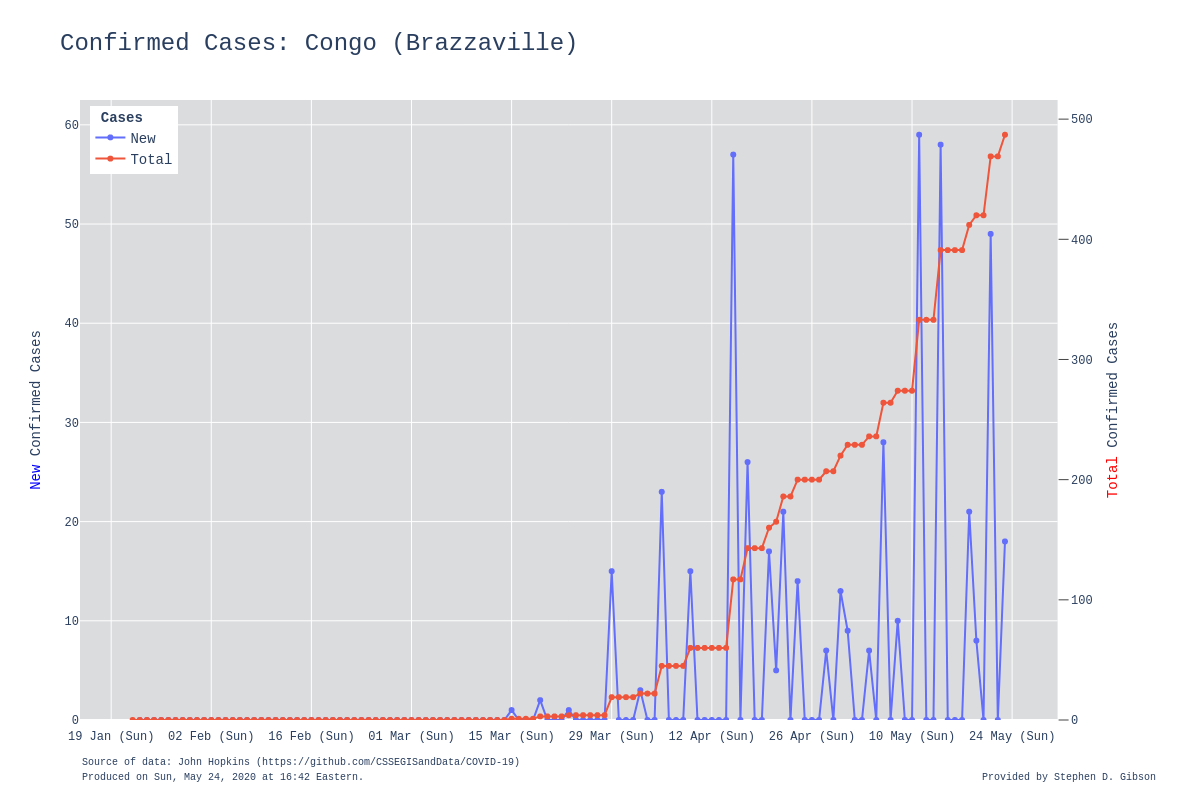 Confirmed Cases: Congo (Brazzaville)
Cases
New
Total
60
50
40
30
20
10
0
500
400
300
200
100
0
New Confirmed Cases
Total Confirmed Cases
19 Jan (Sun) 02 Feb (Sun) 16 Feb (Sun) 01 Mar (Sun) 15 Mar (Sun) 29 Mar (Sun) 12 Apr (Sun) 26 Apr (Sun) 10 May (Sun) 24 May (Sun)
Source of data: John Hopkins (https://github.com/CSSEGISandData/COVID-19)
Produced on Sun, May 24, 2020 at 16:42 Eastern.
Provided by Stephen D. Gibson